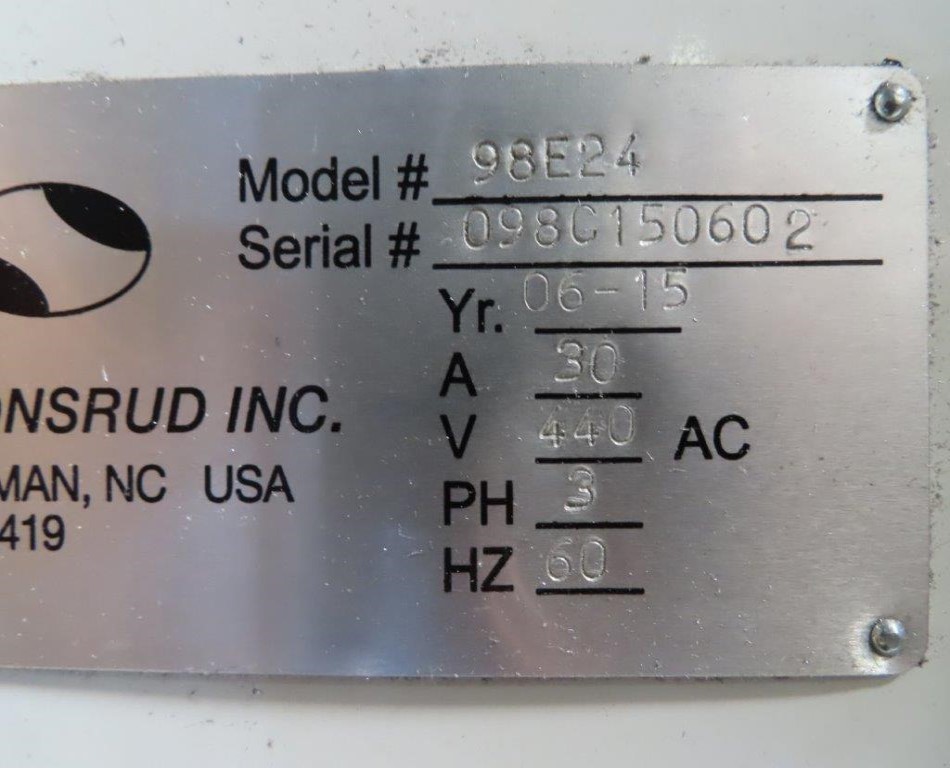 Model # 98E24
Serial # 098C150602
Yr. 06-15
A 30
V 440 AC
PH 3
HZ 60
ONSRUD INC.
MAN, NC USA
419